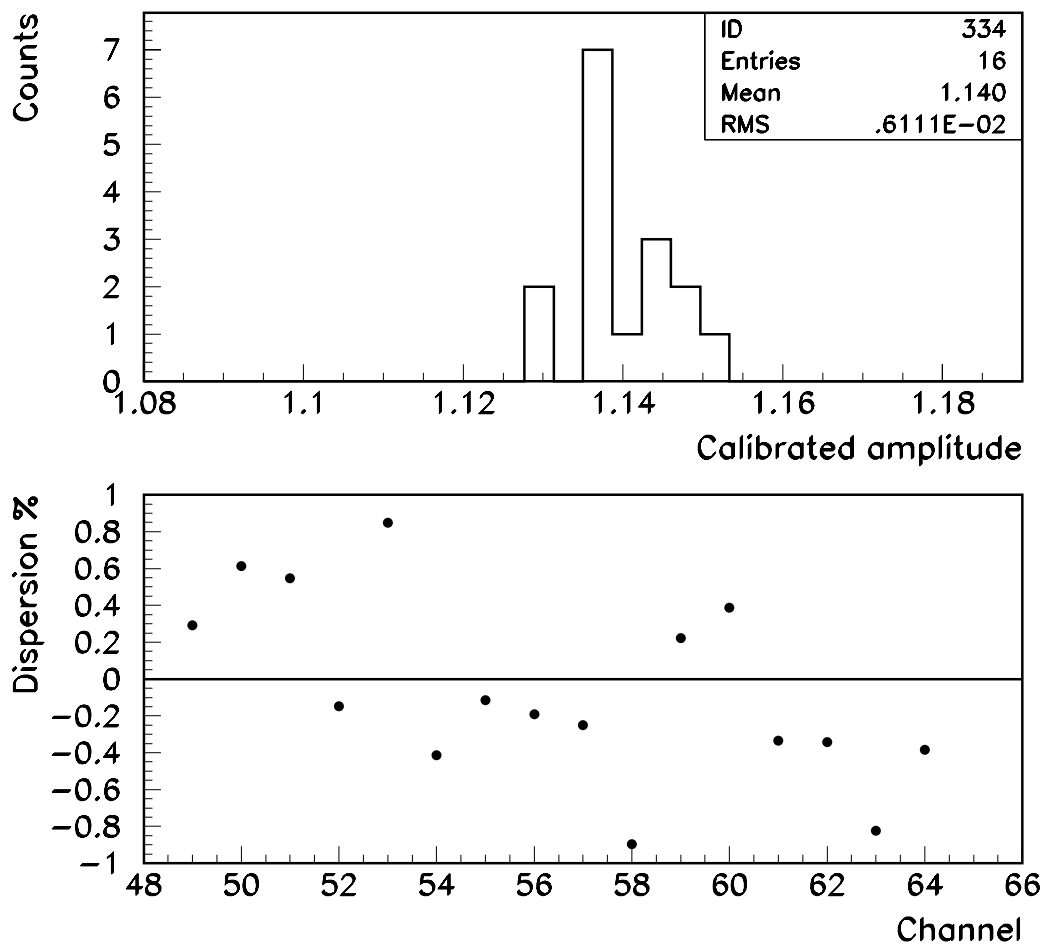 Counts
ID 334
Entries 16
Mean 1.140
RMS .6111E-02
7
6
5
4
3
2
1
0
1.08 1.1 1.12 1.14 1.16 1.18
Calibrated amplitude
Dispersion %
1
0.8
0.6
0.4
0.2
0
-0.2
-0.4
-0.6
-0.8
-1
48 50 52 54 56 58 60 62 64 66
Channel